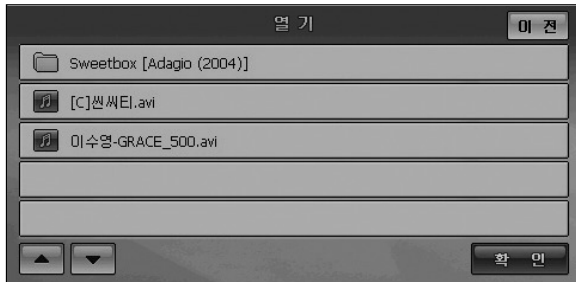 열 기
이 전
Sweetbox [Adagio (2004)]
[C]씬씨티.avi
이수영-GRACE_500.avi
확 인